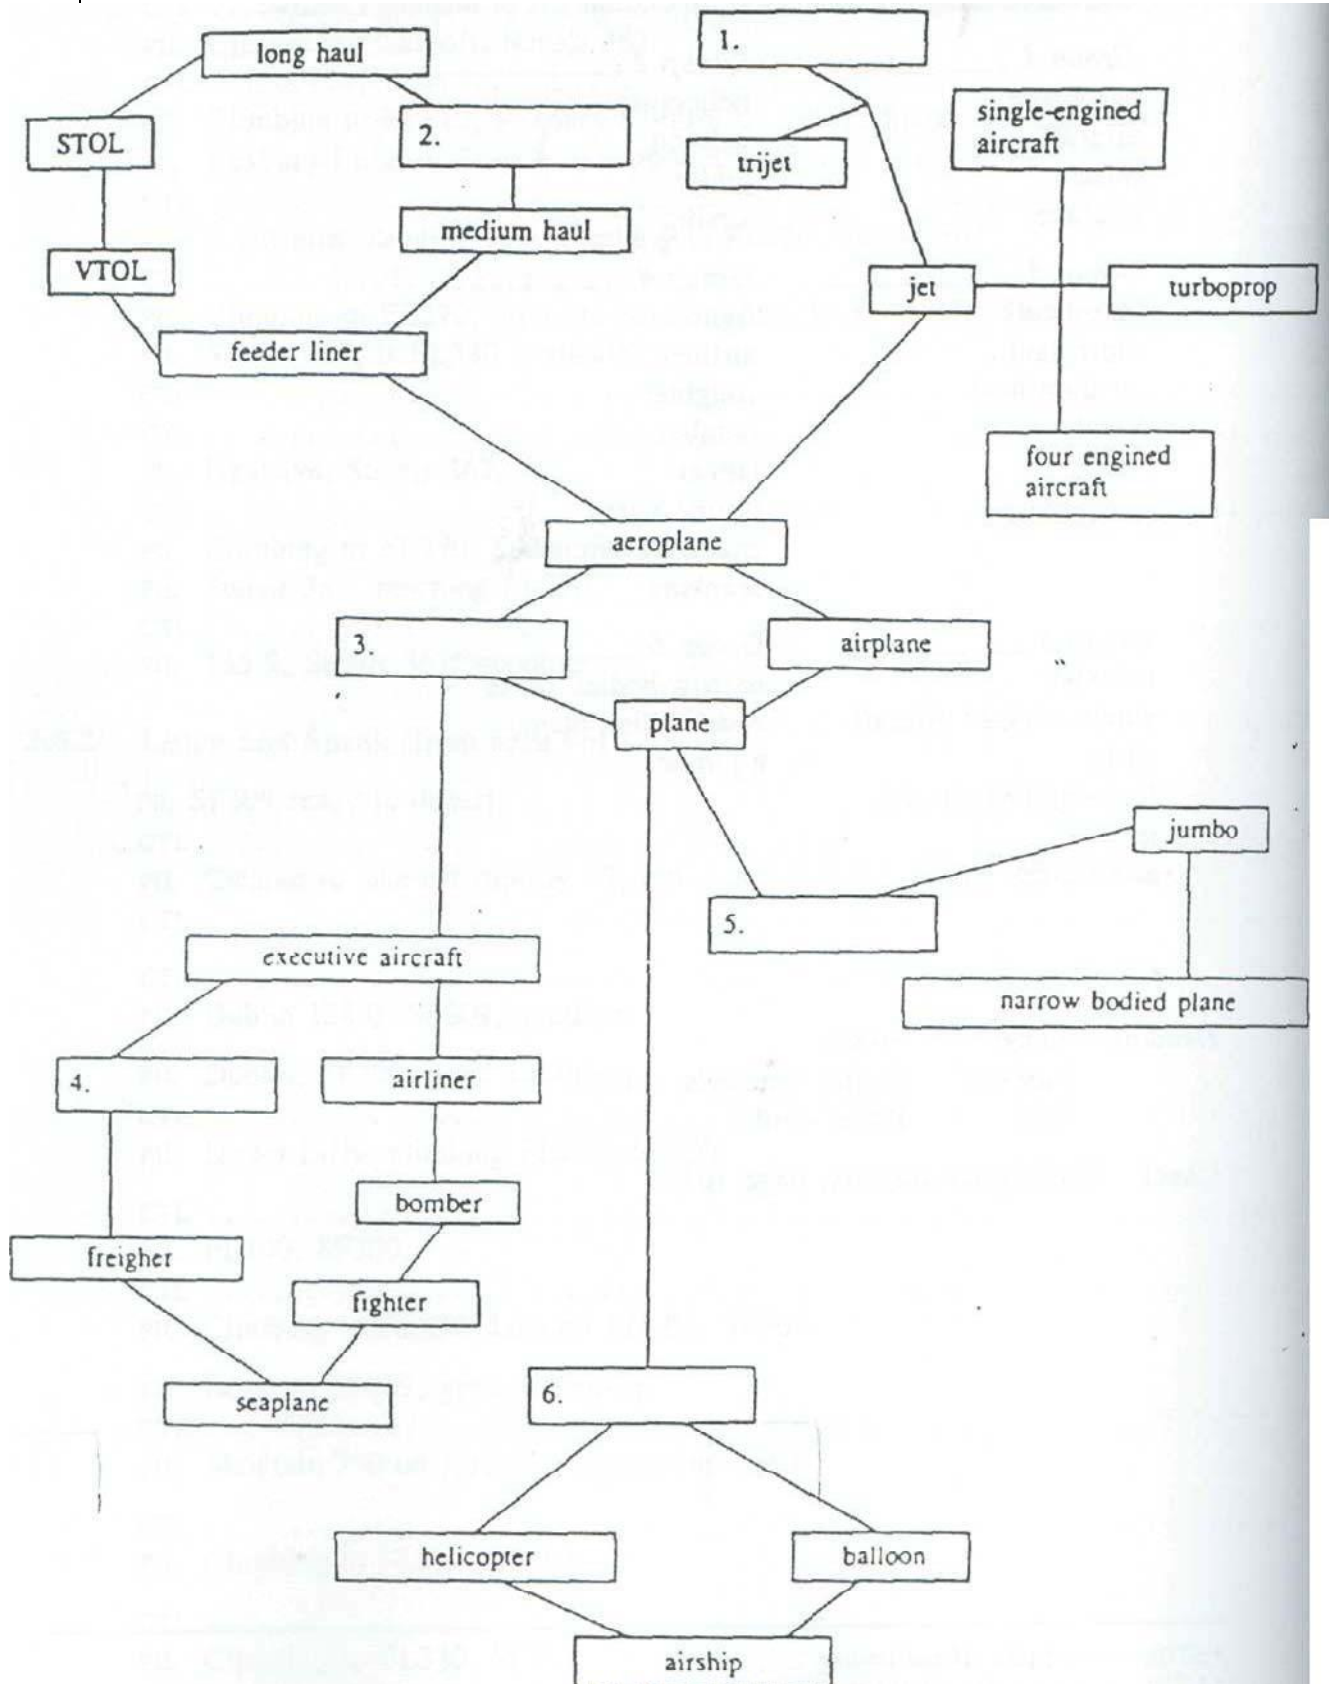 long haul
1.
STOL
2.
single-engined
aircraft
trijet
medium haul
VTOL
jet
turboprop
feeder liner
four engined
aircraft
aeroplane
3.
airplane
plane
jumbo
5.
executive aircraft
narrow bodied plane
4.
airliner
bomber
freigher
fighter
seaplane
6.
helicopter
balloon
airship